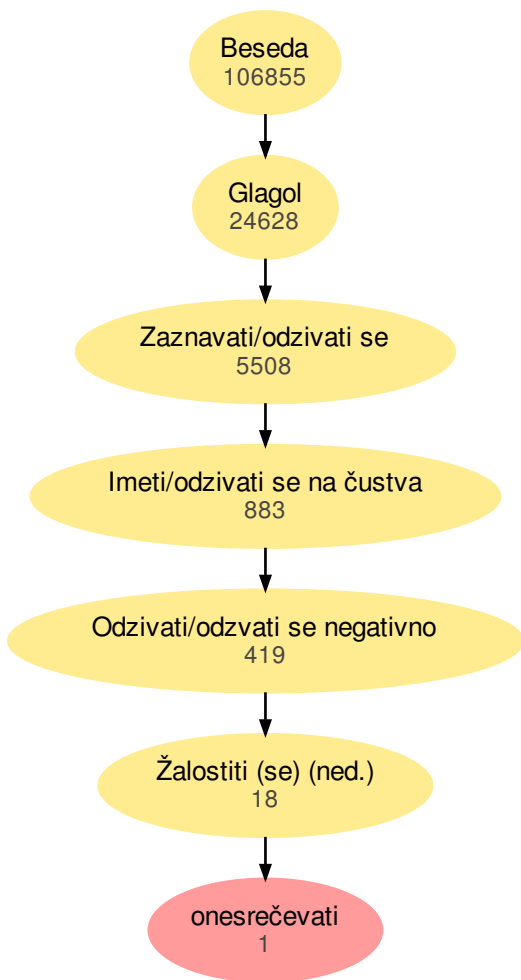 Beseda
106855
Glagol
24628
Zaznavati/odzivati se
5508
Imeti/odzivati se na čustva
883
Odzivati/odzvati se negativno
419
Žalostiti (se) (ned.)
18
onesrečevati
1